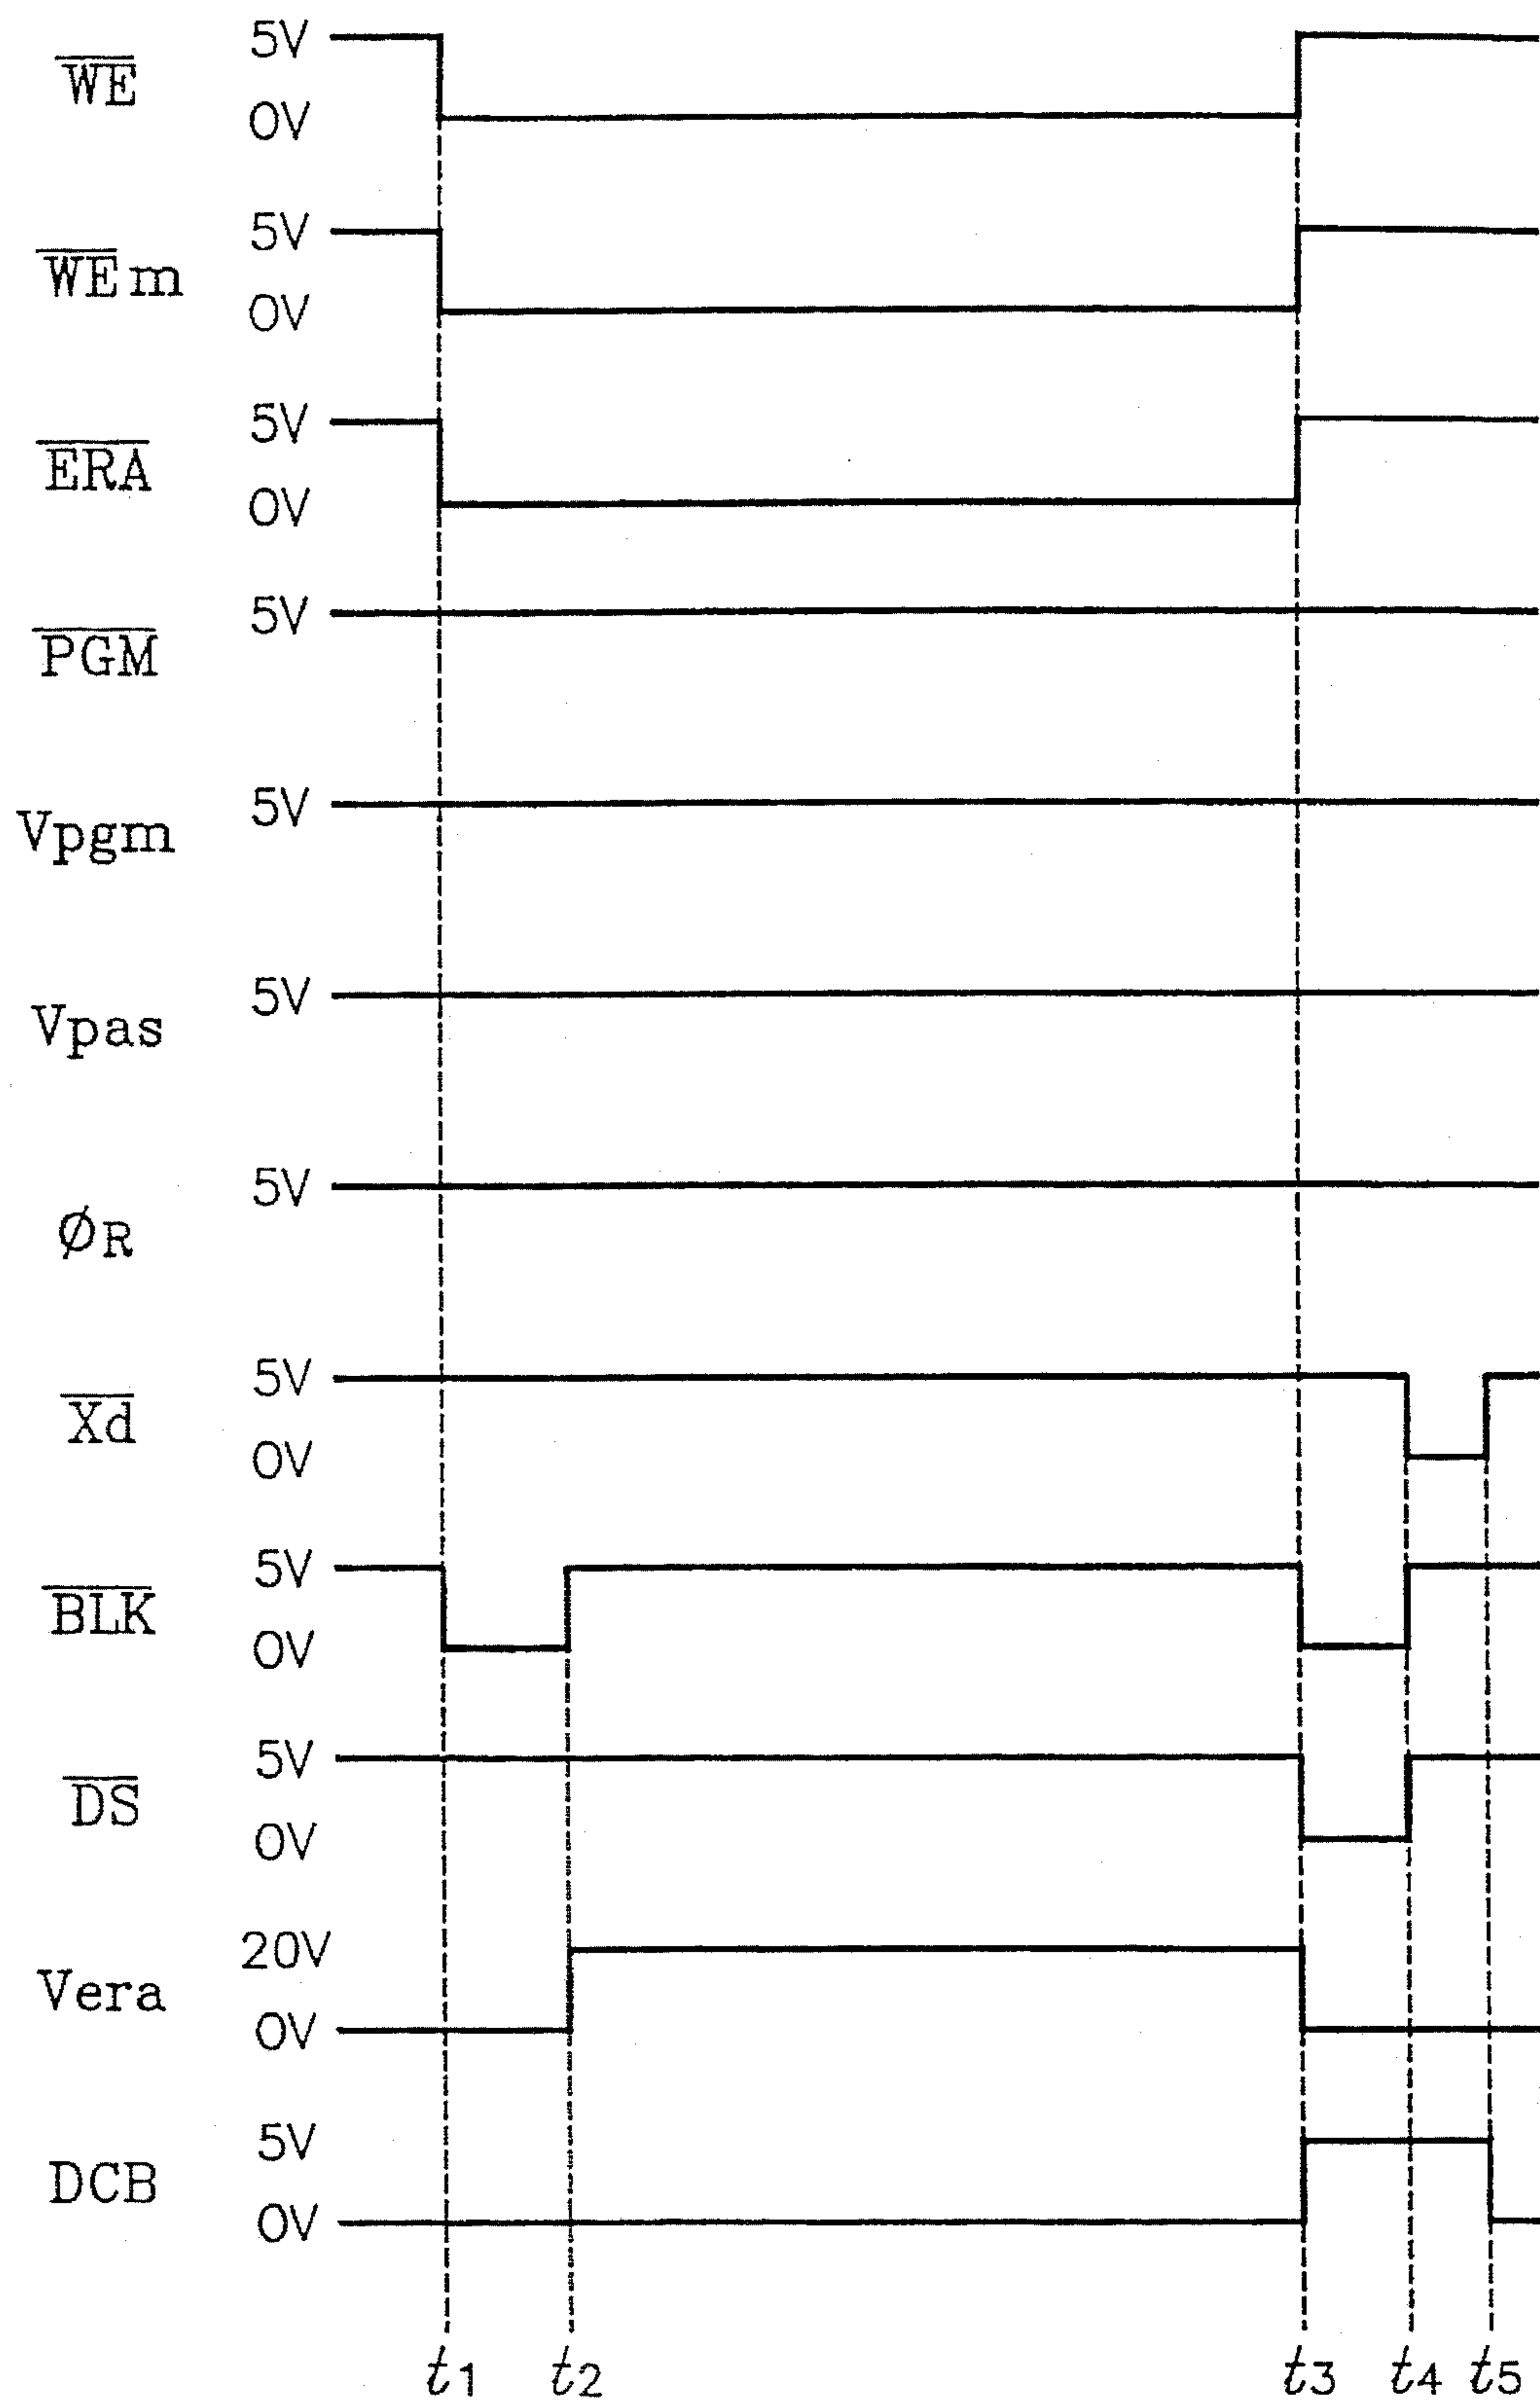 5V
WE
0V
5V
WEm
0V
5V
ERA
0V
5V
PGM
5V
Vpgm
5V
Vpas
5V
ØR
5V
Xd
0V
5V
BLK
0V
5V
DS
0V
20V
Vera
0V
5V
DCB
0V
t1 t2 t3 t4 t5